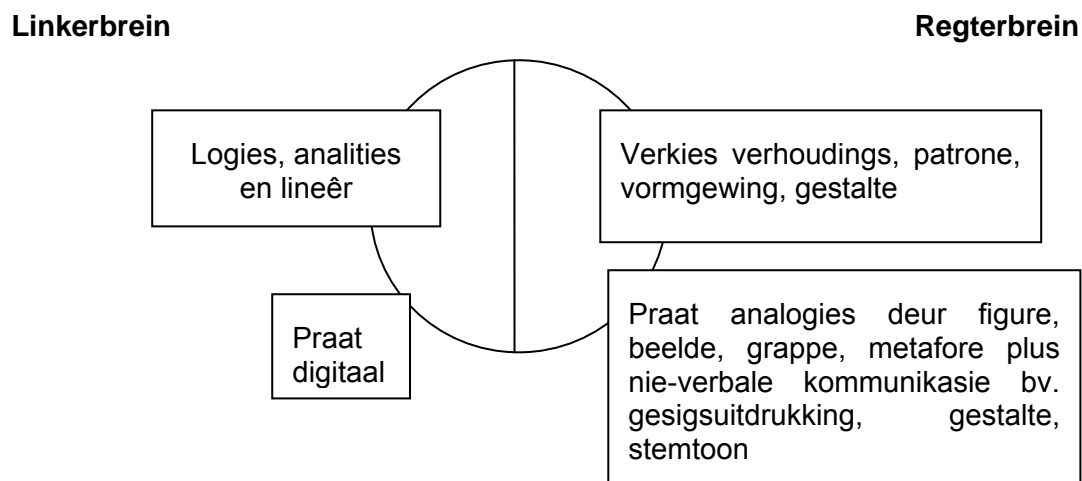 Linkerbrein
Regterbrein
Logies, analities
en lineêr
Verkies verhoudings, patrone,
vormgewing, gestalte
Praat
digitaal
Praat analogies deur figure,
beelde, grappe, metafore plus
nie-verbale kommunikasie bv.
gesigsuitdrukking, gestalte,
stemtoon